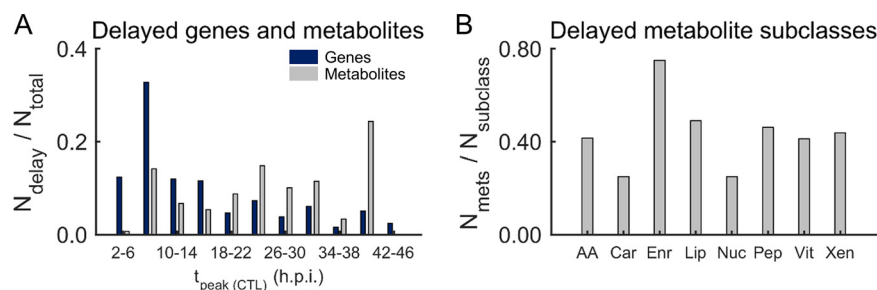 A Delayed genes and metabolites
Genes
Metabolites
N_delay / N_total
0.4
0.2
0.0
2-6 10-14 18-22 26-30 34-38 42-46
t_peak (CTL) (h.p.i.)
B Delayed metabolite subclasses
N_mets / N_subclass
0.80
0.40
0.00
AA Car Enr Lip Nuc Pep Vit Xen